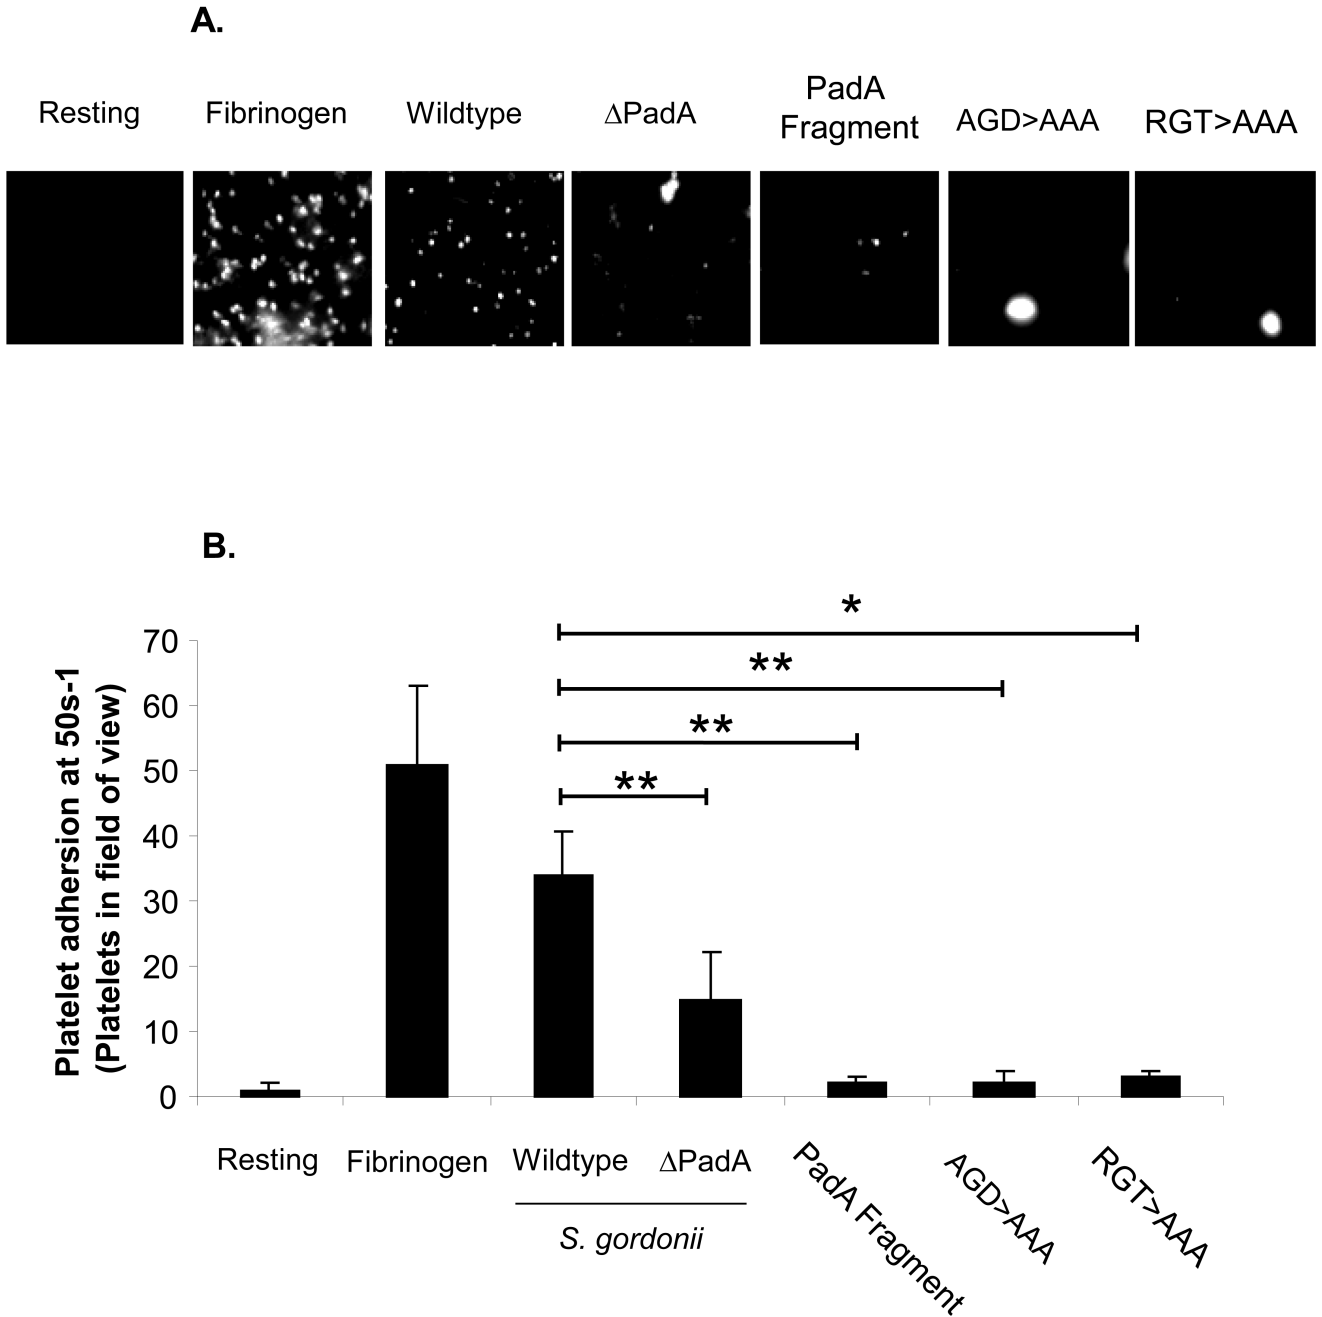 A.
Resting
Fibrinogen
Wildtype
ΔPadA
PadA
Fragment
AGD>AAA
RGT>AAA
B.
*
**
**
**
Platelet adhersion at 50s-1
(Platelets in field of view)
70
60
50
40
30
20
10
0
Resting
Fibrinogen
Wildtype
ΔPadA
PadA Fragment
AGD>AAA
RGT>AAA
S. gordonii